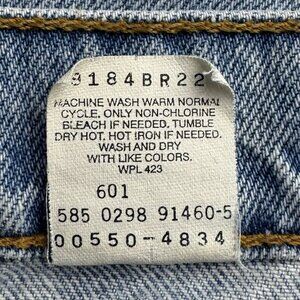 9184BR22
MACHINE WASH WARM NORMAL
CYCLE, ONLY NON-CHLORINE
BLEACH IF NEEDED, TUMBLE
DRY HOT, HOT IRON IF NEEDED.
WASH AND DRY
WITH LIKE COLORS.
WPL 423
601
585 0298 91460-5
00550-4834